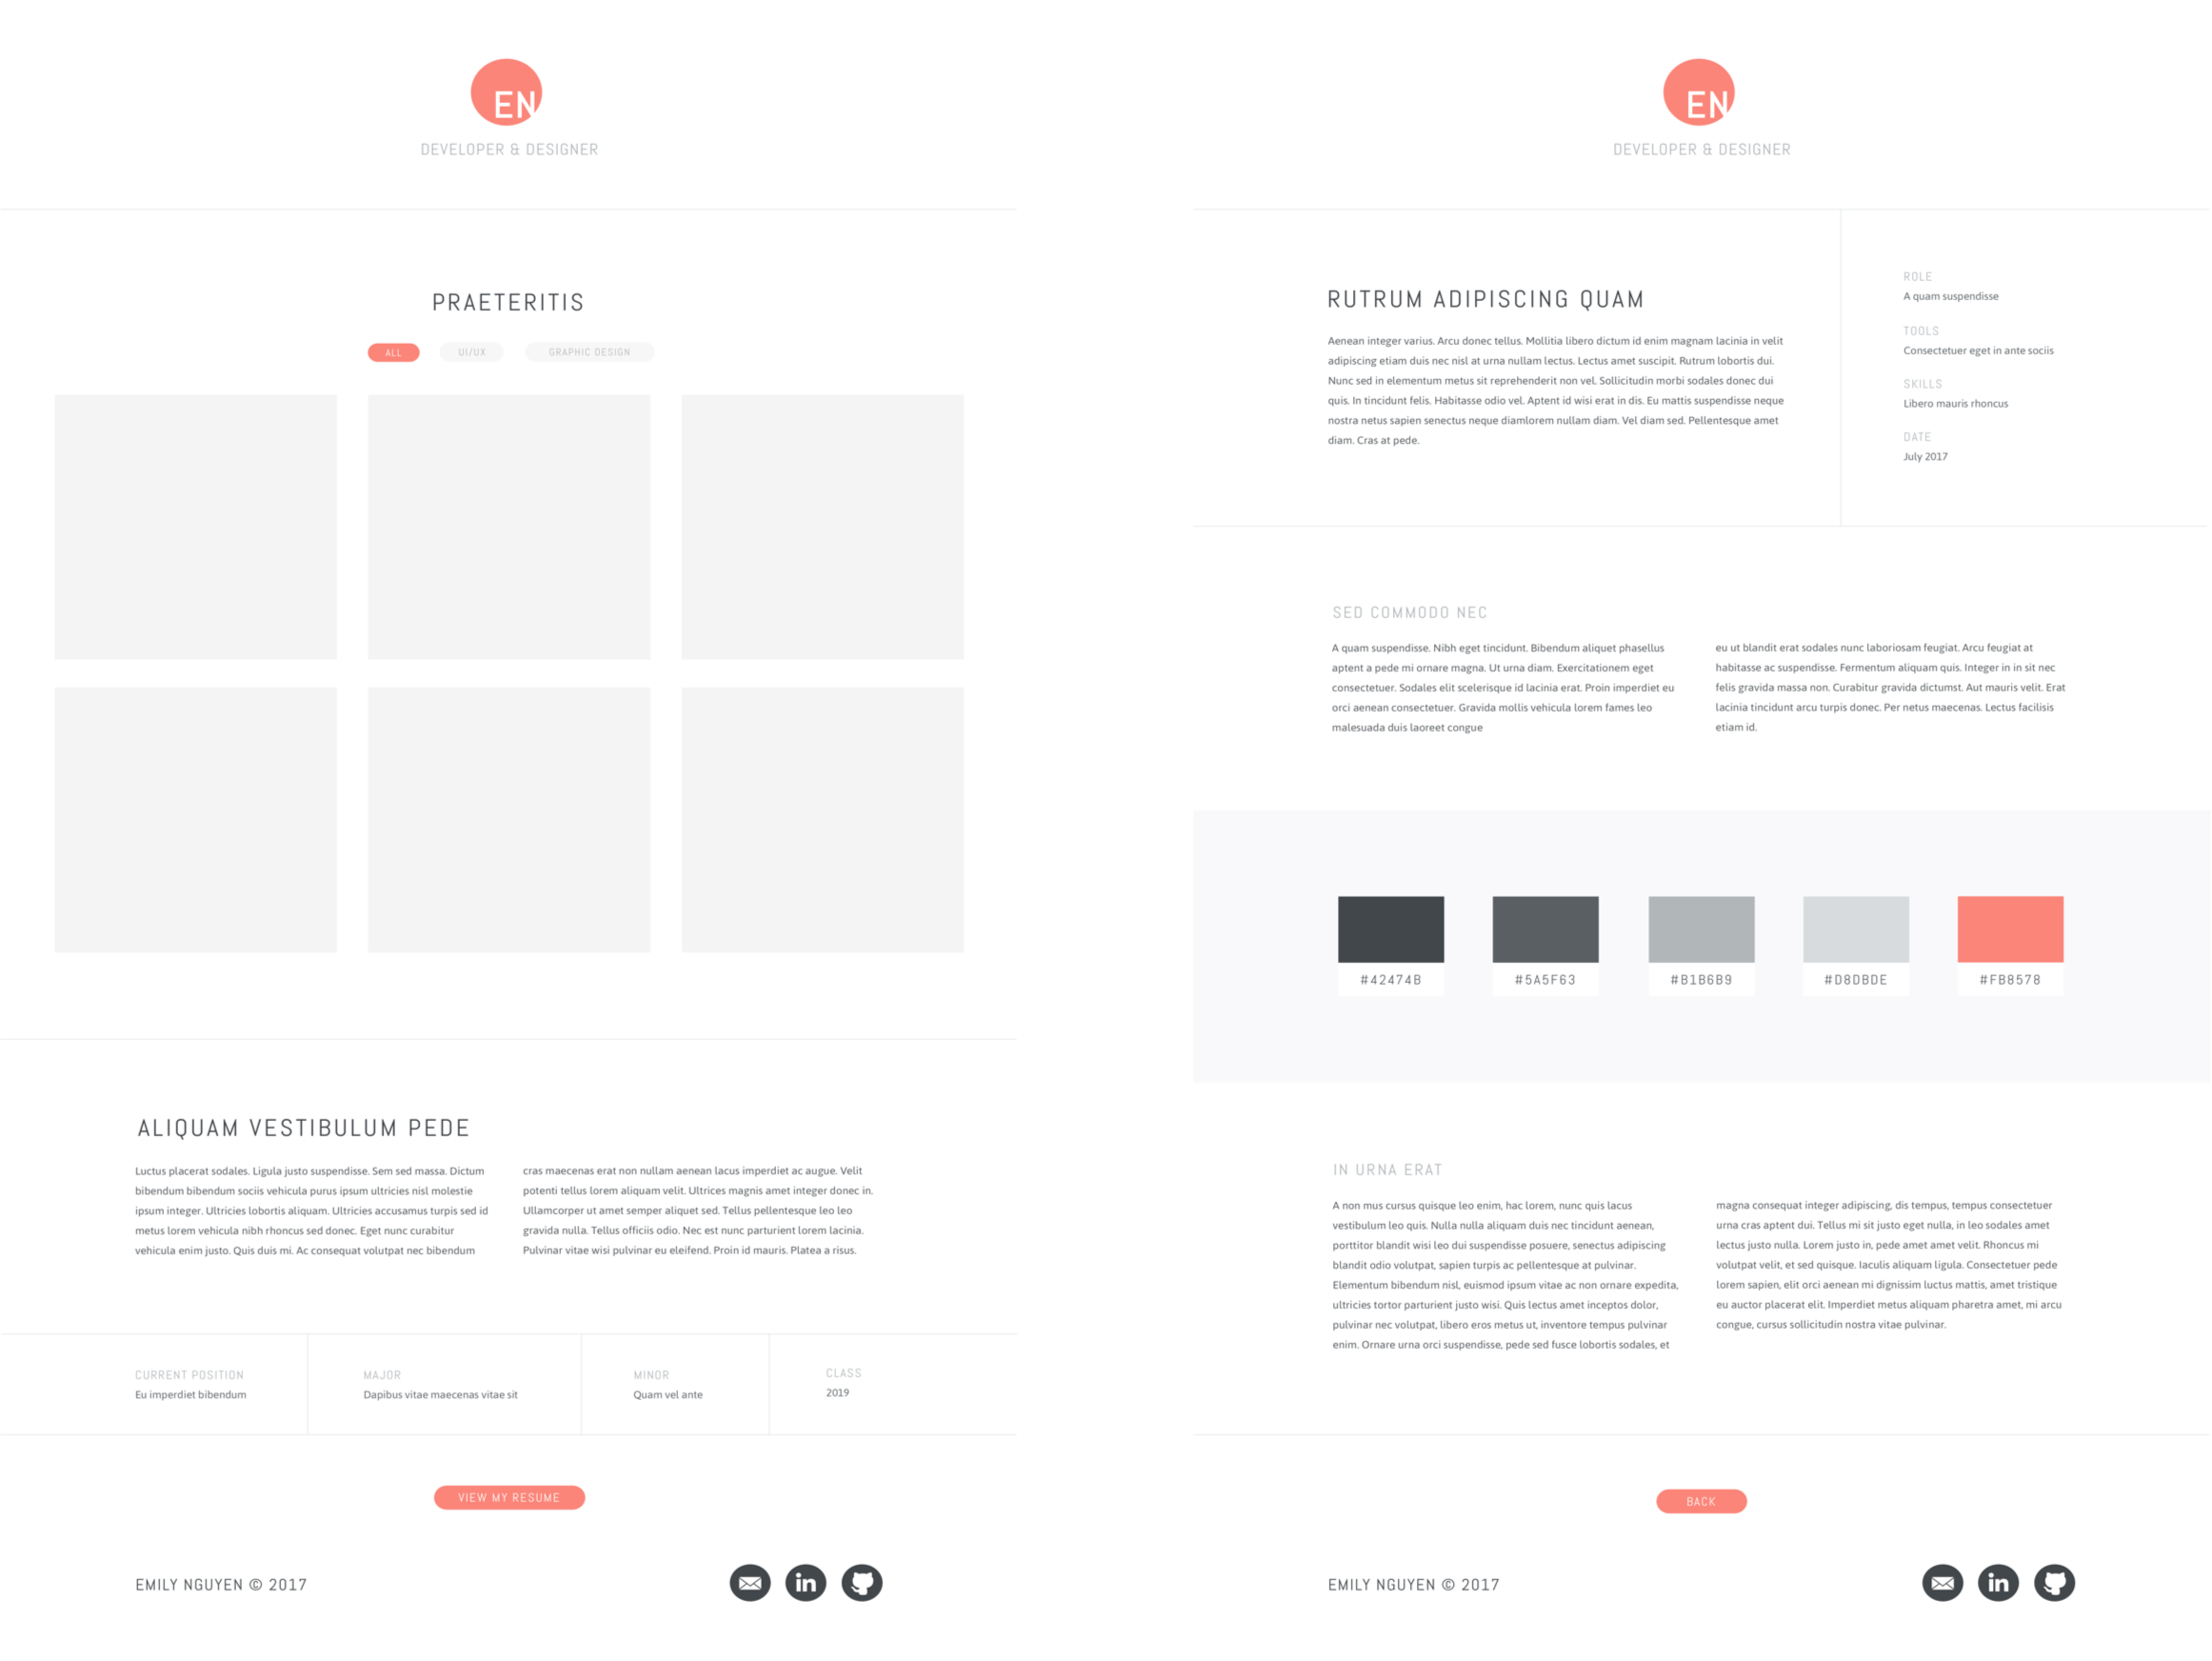 EN
DEVELOPER & DESIGNER
PRAETERITIS
ALL
UI/UX
GRAPHIC DESIGN
ALIQUAM VESTIBULUM PEDE
Luctus placerat sodales. Ligula justo suspendisse. Sem sed massa. Dictum
bibendum bibendum sociis vehicula purus ipsum ultricies nisl molestie
ipsum integer. Ultricies lobortis aliquam. Ultricies accusamus turpis sed id
metus lorem vehicula nibh rhoncus sed donec. Eget nunc curabitur
vehicula enim justo. Quis duis mi. Ac consequat volutpat nec bibendum
cras maecenas erat non nullam aenean lacus imperdiet ac augue. Velit
potenti tellus lorem aliquam velit. Ultrices magnis amet integer donec in.
Ullamcorper ut amet semper aliquet sed. Tellus pellentesque leo leo
gravida nulla. Tellus officiis odio. Nec est nunc parturient lorem lacinia.
Pulvinar vitae wisi pulvinar eu eleifend. Proin id mauris. Platea a risus.
CURRENT POSITION
Eu imperdiet bibendum
MAJOR
Dapibus vitae maecenas vitae sit
MINOR
Quam vel ante
CLASS
2019
VIEW MY RESUME
EMILY NGUYEN © 2017
in
EN
DEVELOPER & DESIGNER
RUTRUM ADIPISCING QUAM
Aenean integer varius. Arcu donec tellus. Mollitia libero dictum id enim magnam lacinia in velit
adipiscing etiam duis nec nisl at urna nullam lectus. Lectus amet suscipit. Rutrum lobortis dui.
Nunc sed in elementum metus sit reprehenderit non vel. Sollicitudin morbi sodales donec dui
quis. In tincidunt felis. Habitasse odio vel. Aptent id wisi erat in dis. Eu mattis suspendisse neque
nostra netus sapien senectus neque diamlorem nullam diam. Vel diam sed. Pellentesque amet
diam. Cras at pede.
ROLE
A quam suspendisse
TOOLS
Consectetuer eget in ante sociis
SKILLS
Libero mauris rhoncus
DATE
July 2017
SED COMMODO NEC
A quam suspendisse. Nibh eget tincidunt. Bibendum aliquet phasellus
aptent a pede mi ornare magna. Ut urna diam. Exercitationem eget
consectetuer. Sodales elit scelerisque id lacinia erat. Proin imperdiet eu
orci aenean consectetuer. Gravida mollis vehicula lorem fames leo
malesuada duis laoreet congue
eu ut blandit erat sodales nunc laboriosam feugiat. Arcu feugiat at
habitasse ac suspendisse. Fermentum aliquam quis. Integer in in sit nec
felis gravida massa non. Curabitur gravida dictumst. Aut mauris velit. Erat
lacinia tincidunt arcu turpis donec. Per netus maecenas. Lectus facilisis
etiam id.
#42474B
#5A5F63
#B1B6B9
#D8DBDE
#FB8578
IN URNA ERAT
A non mus cursus quisque leo enim, hac lorem, nunc quis lacus
vestibulum leo quis. Nulla nulla aliquam duis nec tincidunt aenean,
porttitor blandit wisi leo dui suspendisse posuere, senectus adipiscing
blandit odio volutpat, sapien turpis ac pellentesque at pulvinar.
Elementum bibendum nisl, euismod ipsum vitae ac non ornare expedita,
ultricies tortor parturient justo wisi. Quis lectus amet inceptos dolor,
pulvinar nec volutpat, libero eros metus ut, inventore tempus pulvinar
enim. Ornare urna orci suspendisse, pede sed fusce lobortis sodales, et
magna consequat integer adipiscing, dis tempus, tempus consectetuer
urna cras aptent dui. Tellus mi sit justo eget nulla, in leo sodales amet
lectus justo nulla. Lorem justo in, pede amet amet velit. Rhoncus mi
volutpat velit, et sed quisque. Iaculis aliquam ligula. Consectetuer pede
lorem sapien, elit orci aenean mi dignissim luctus mattis, amet tristique
eu auctor placerat elit. Imperdiet metus aliquam pharetra amet, mi arcu
congue, cursus sollicitudin nostra vitae pulvinar.
BACK
EMILY NGUYEN © 2017
in